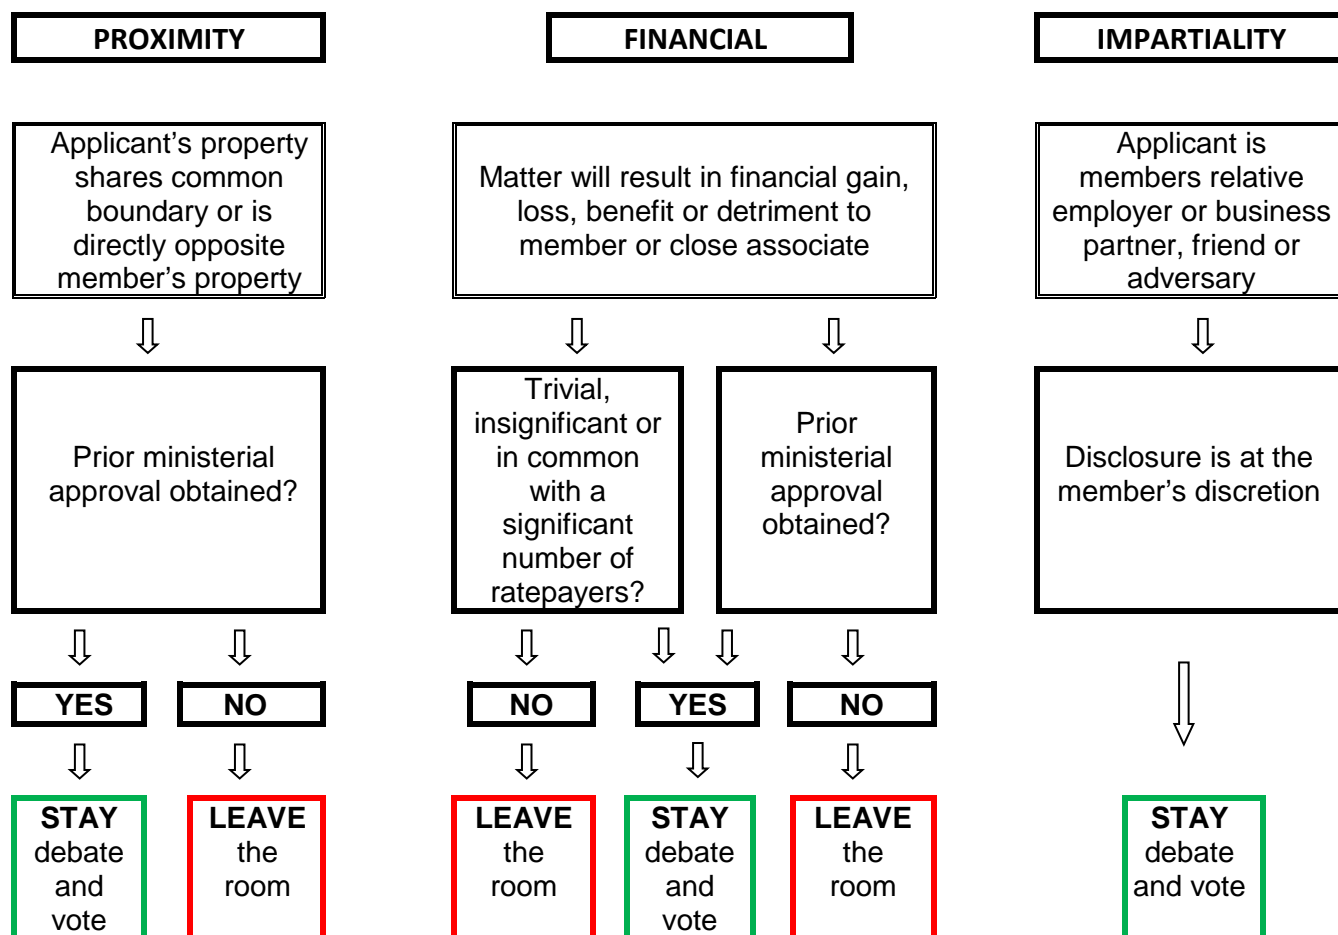 PROXIMITY
FINANCIAL
IMPARTIALITY
Applicant’s property
shares common
boundary or is
directly opposite
member’s property
Matter will result in financial gain,
loss, benefit or detriment to
member or close associate
Applicant is
members relative
employer or business
partner, friend or
adversary
Prior ministerial
approval obtained?
Trivial,
insignificant or
in common
with a
significant
number of
ratepayers?
Prior
ministerial
approval
obtained?
Disclosure is at the
member’s discretion
YES
NO
NO
YES
NO
STAY
debate
and
vote
LEAVE
the
room
LEAVE
the
room
STAY
debate
and
vote
LEAVE
the
room
STAY
debate
and vote